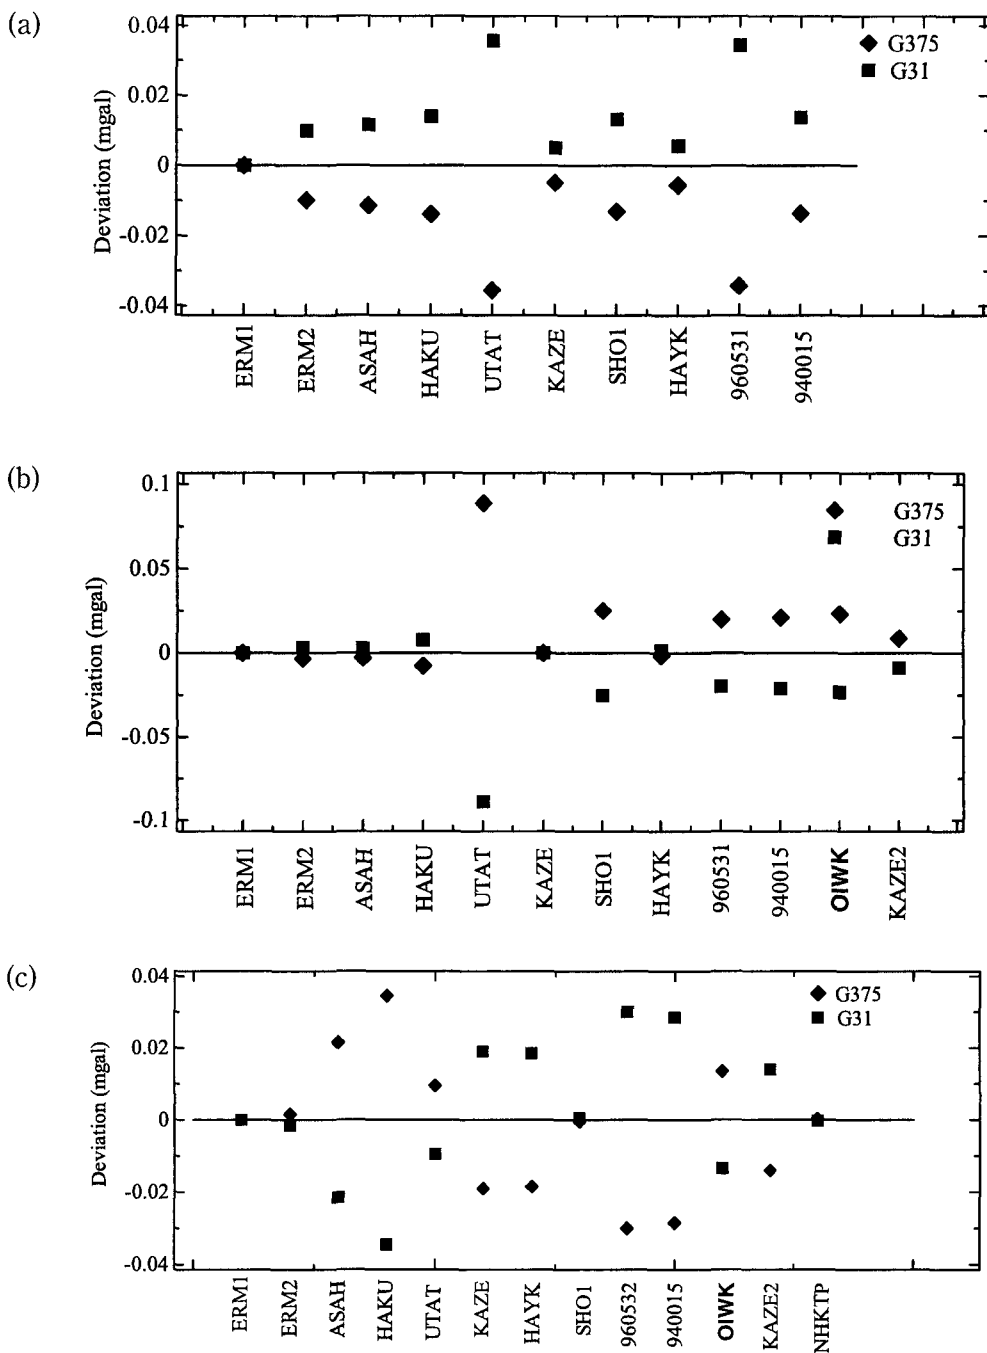 (a)
Deviation (mgal)
0.04
0.02
0
-0.02
-0.04
G375
G31
ERM1
ERM2
ASAH
HAKU
UTAT
KAZE
SHO1
HAYK
960531
940015
(b)
Deviation (mgal)
0.1
0.05
0
-0.05
-0.1
G375
G31
ERM1
ERM2
ASAH
HAKU
UTAT
KAZE
SHO1
HAYK
960531
940015
OIWK
KAZE2
(c)
Deviation (mgal)
0.04
0.02
0
-0.02
-0.04
G375
G31
ERM1
ERM2
ASAH
HAKU
UTAT
KAZE
HAYK
SHO1
960532
940015
OIWK
KAZE2
NHKTP